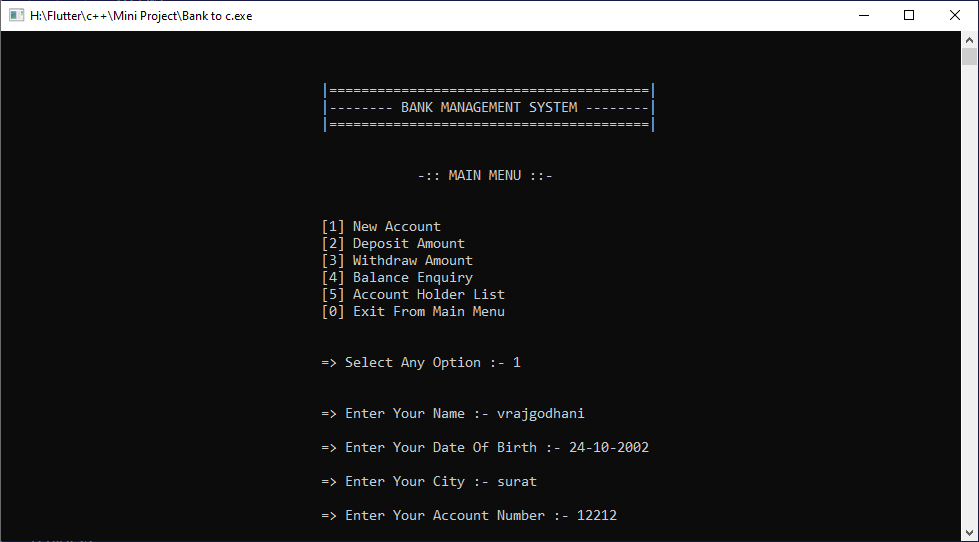 H:\Flutter\c++\Mini Project\Bank to c.exe
|========================================|
|-------- BANK MANAGEMENT SYSTEM --------|
|========================================|
-:: MAIN MENU ::-
[1] New Account
[2] Deposit Amount
[3] Withdraw Amount
[4] Balance Enquiry
[5] Account Holder List
[0] Exit From Main Menu
=> Select Any Option :- 1
=> Enter Your Name :- vrajgodhani
=> Enter Your Date Of Birth :- 24-10-2002
=> Enter Your City :- surat
=> Enter Your Account Number :- 12212